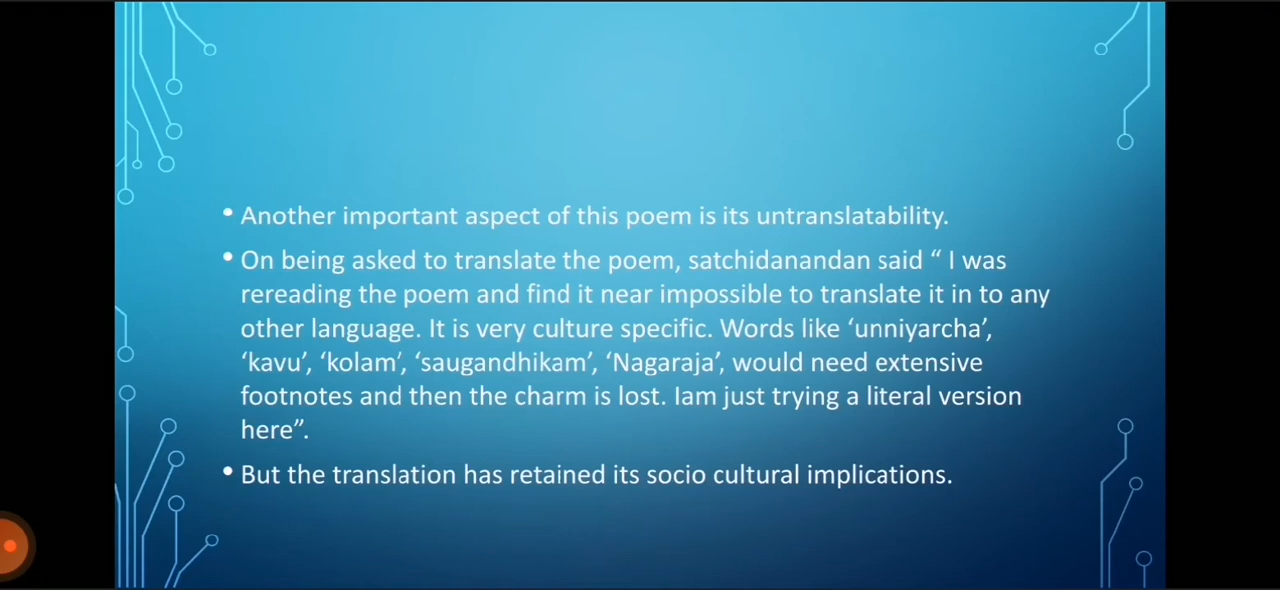 • Another important aspect of this poem is its untranslatability.
• On being asked to translate the poem, satchidanandan said “ I was
rereading the poem and find it near impossible to translate it in to any
other language. It is very culture specific. Words like ‘unniyarcha’,
‘kavu’, ‘kolam’, ‘saugandhikam’, ‘Nagaraja’, would need extensive
footnotes and then the charm is lost. Iam just trying a literal version
here”.
• But the translation has retained its socio cultural implications.